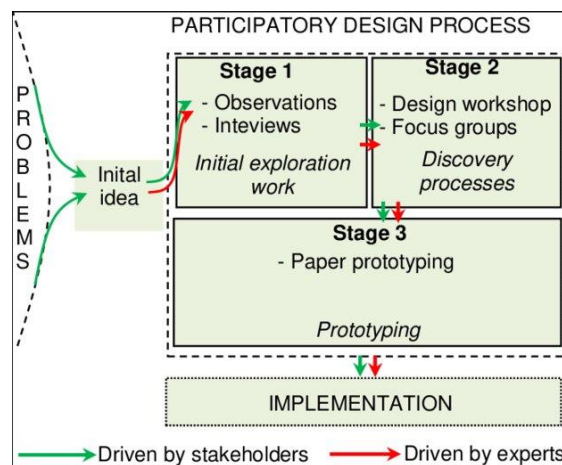 PARTICIPATORY DESIGN PROCESS
PROBLEMS
Inital
idea
Stage 1
- Observations
- Inteviews
Initial exploration
work
Stage 2
- Design workshop
- Focus groups
Discovery
processes
Stage 3
- Paper prototyping
Prototyping
IMPLEMENTATION
Driven by stakeholders
Driven by experts